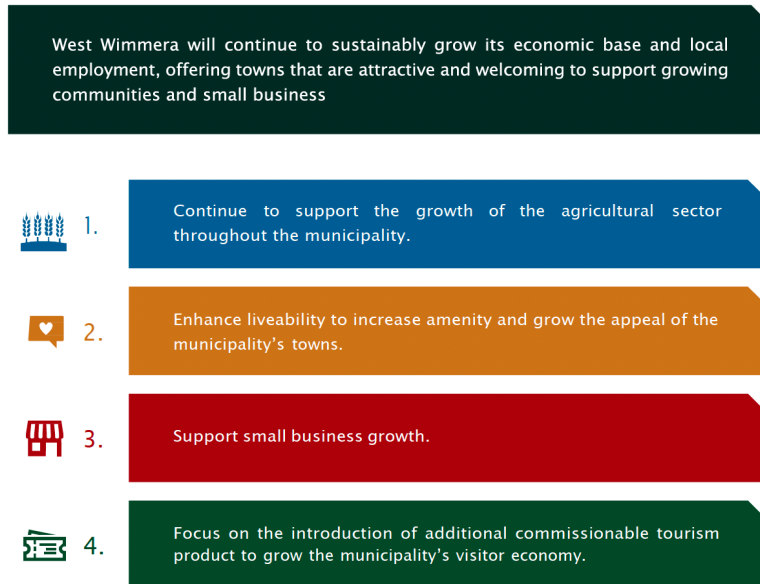 West Wimmera will continue to sustainably grow its economic base and local
employment, offering towns that are attractive and welcoming to support growing
communities and small business
1.
Continue to support the growth of the agricultural sector
throughout the municipality.
2.
Enhance liveability to increase amenity and grow the appeal of the
municipality’s towns.
3.
Support small business growth.
4.
Focus on the introduction of additional commissionable tourism
product to grow the municipality’s visitor economy.